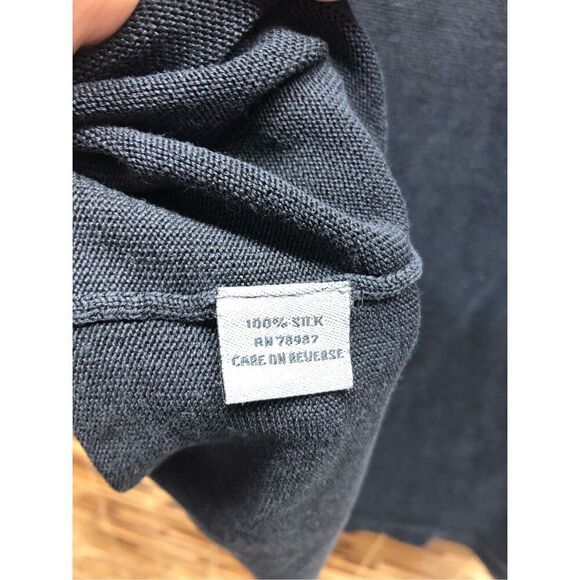 100% SILK
RN 78987
CARE ON REVERSE